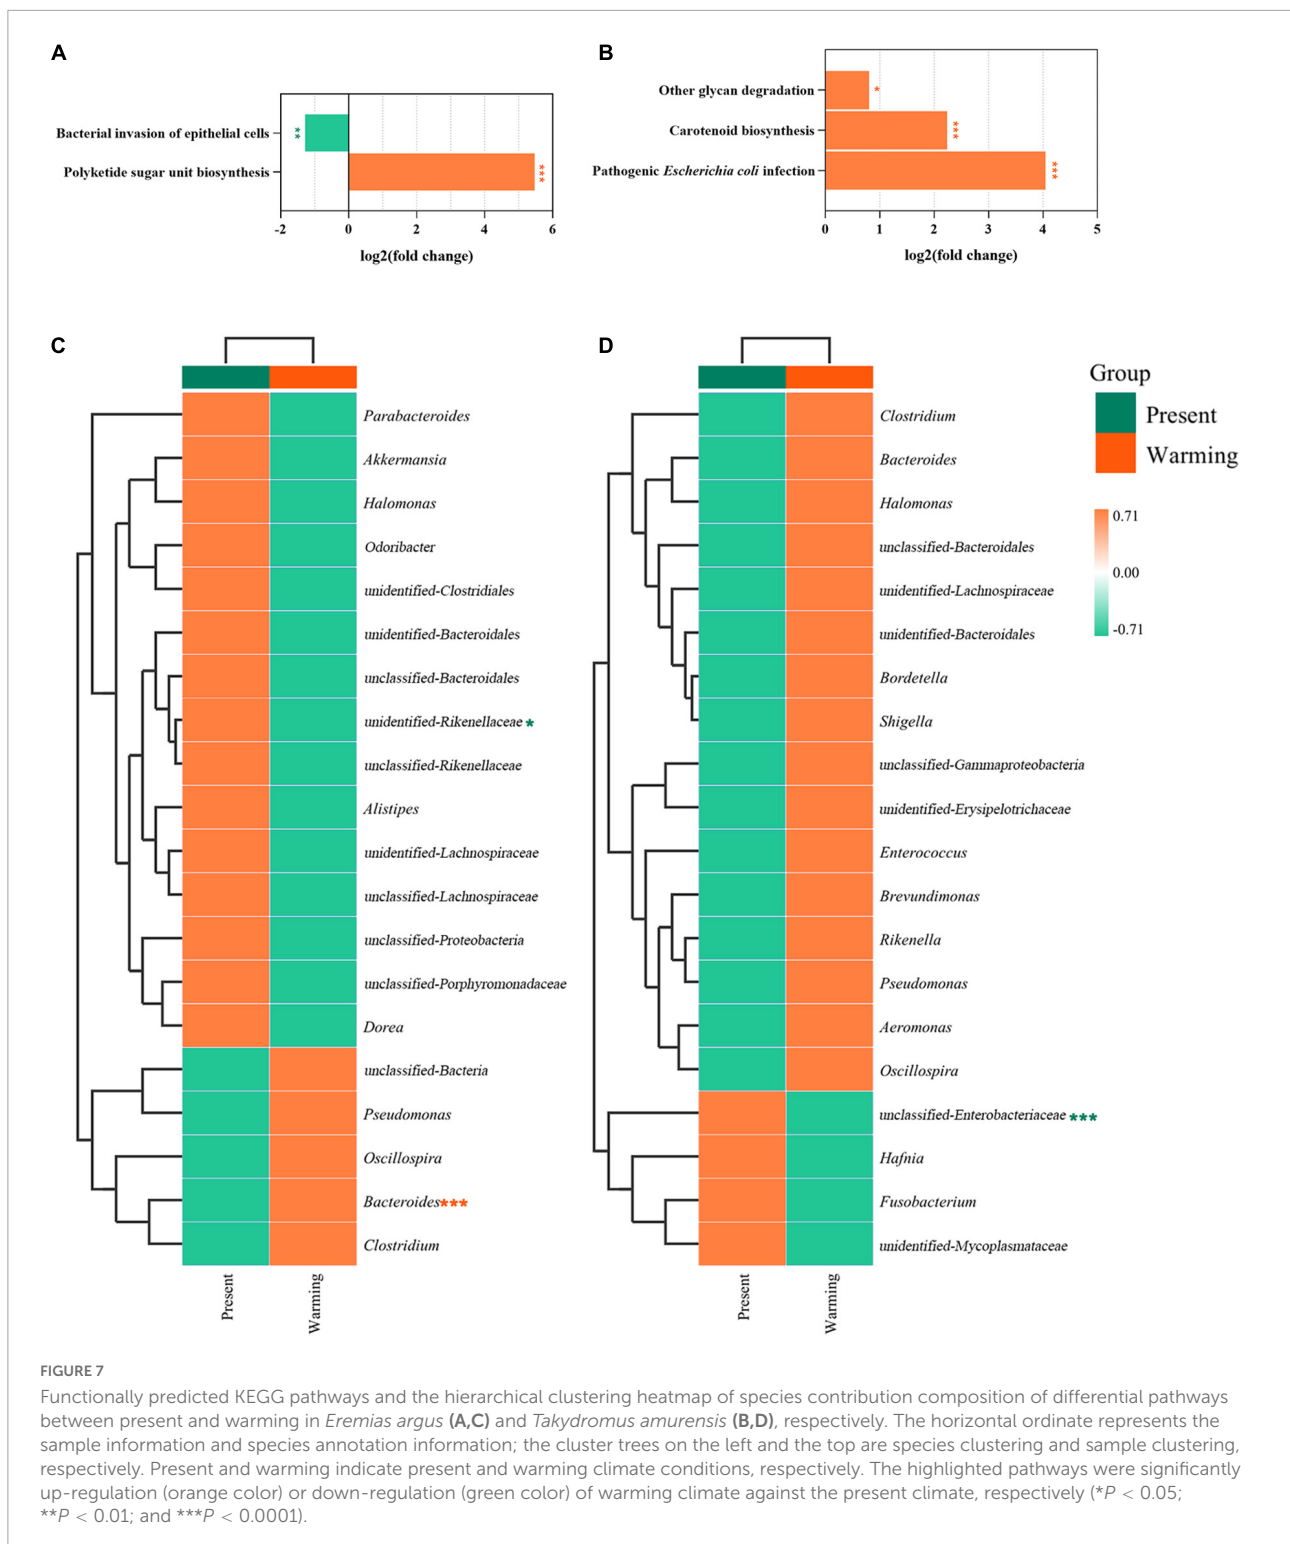 A
Bacterial invasion of epithelial cells
**
Polyketide sugar unit biosynthesis
***
-2 0 2 4 6
log2(fold change)
B
Other glycan degradation
*
Carotenoid biosynthesis
***
Pathogenic Escherichia coli infection
***
0 1 2 3 4 5
log2(fold change)
C
Parabacteroides
Akkermansia
Halomonas
Odoribacter
unidentified-Clostridiales
unidentified-Bacteroidales
unclassified-Bacteroidales
unidentified-Rikenellaceae *
unclassified-Rikenellaceae
Alistipes
unidentified-Lachnospiraceae
unclassified-Lachnospiraceae
unclassified-Proteobacteria
unclassified-Porphyromonadaceae
Dorea
unclassified-Bacteria
Pseudomonas
Oscillospira
Bacteroides***
Clostridium
Present
Warming
D
Clostridium
Bacteroides
Halomonas
unclassified-Bacteroidales
unidentified-Lachnospiraceae
unidentified-Bacteroidales
Bordetella
Shigella
unclassified-Gammaproteobacteria
unidentified-Erysipelotrichaceae
Enterococcus
Brevundimonas
Rikenella
Pseudomonas
Aeromonas
Oscillospira
unclassified-Enterobacteriaceae ***
Hafnia
Fusobacterium
unidentified-Mycoplasmataceae
Present
Warming
Group
Present
Warming
0.71
0.00
-0.71
FIGURE 7
Functionally predicted KEGG pathways and the hierarchical clustering heatmap of species contribution composition of differential pathways
between present and warming in Eremias argus (A,C) and Takydromus amurensis (B,D), respectively. The horizontal ordinate represents the
sample information and species annotation information; the cluster trees on the left and the top are species clustering and sample clustering,
respectively. Present and warming indicate present and warming climate conditions, respectively. The highlighted pathways were significantly
up-regulation (orange color) or down-regulation (green color) of warming climate against the present climate, respectively (*P < 0.05;
**P < 0.01; and ***P < 0.0001).